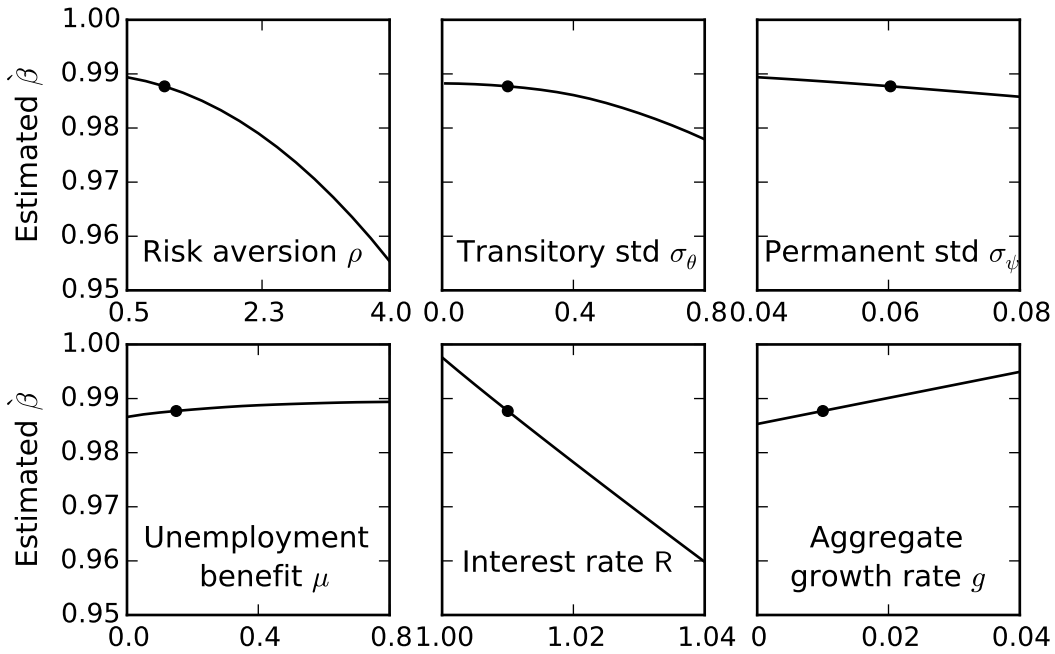 1.00
0.99
0.98
0.97
0.96
0.95
Estimated β̀
Risk aversion ρ
0.5 2.3 4.0
Transitory std σθ
0.0 0.4 0.8
Permanent std σψ
0.04 0.06 0.08
1.00
0.99
0.98
0.97
0.96
0.95
Estimated β̀
Unemployment
benefit μ
0.0 0.4 0.8
Interest rate R
1.00 1.02 1.04
Aggregate
growth rate g
0 0.02 0.04